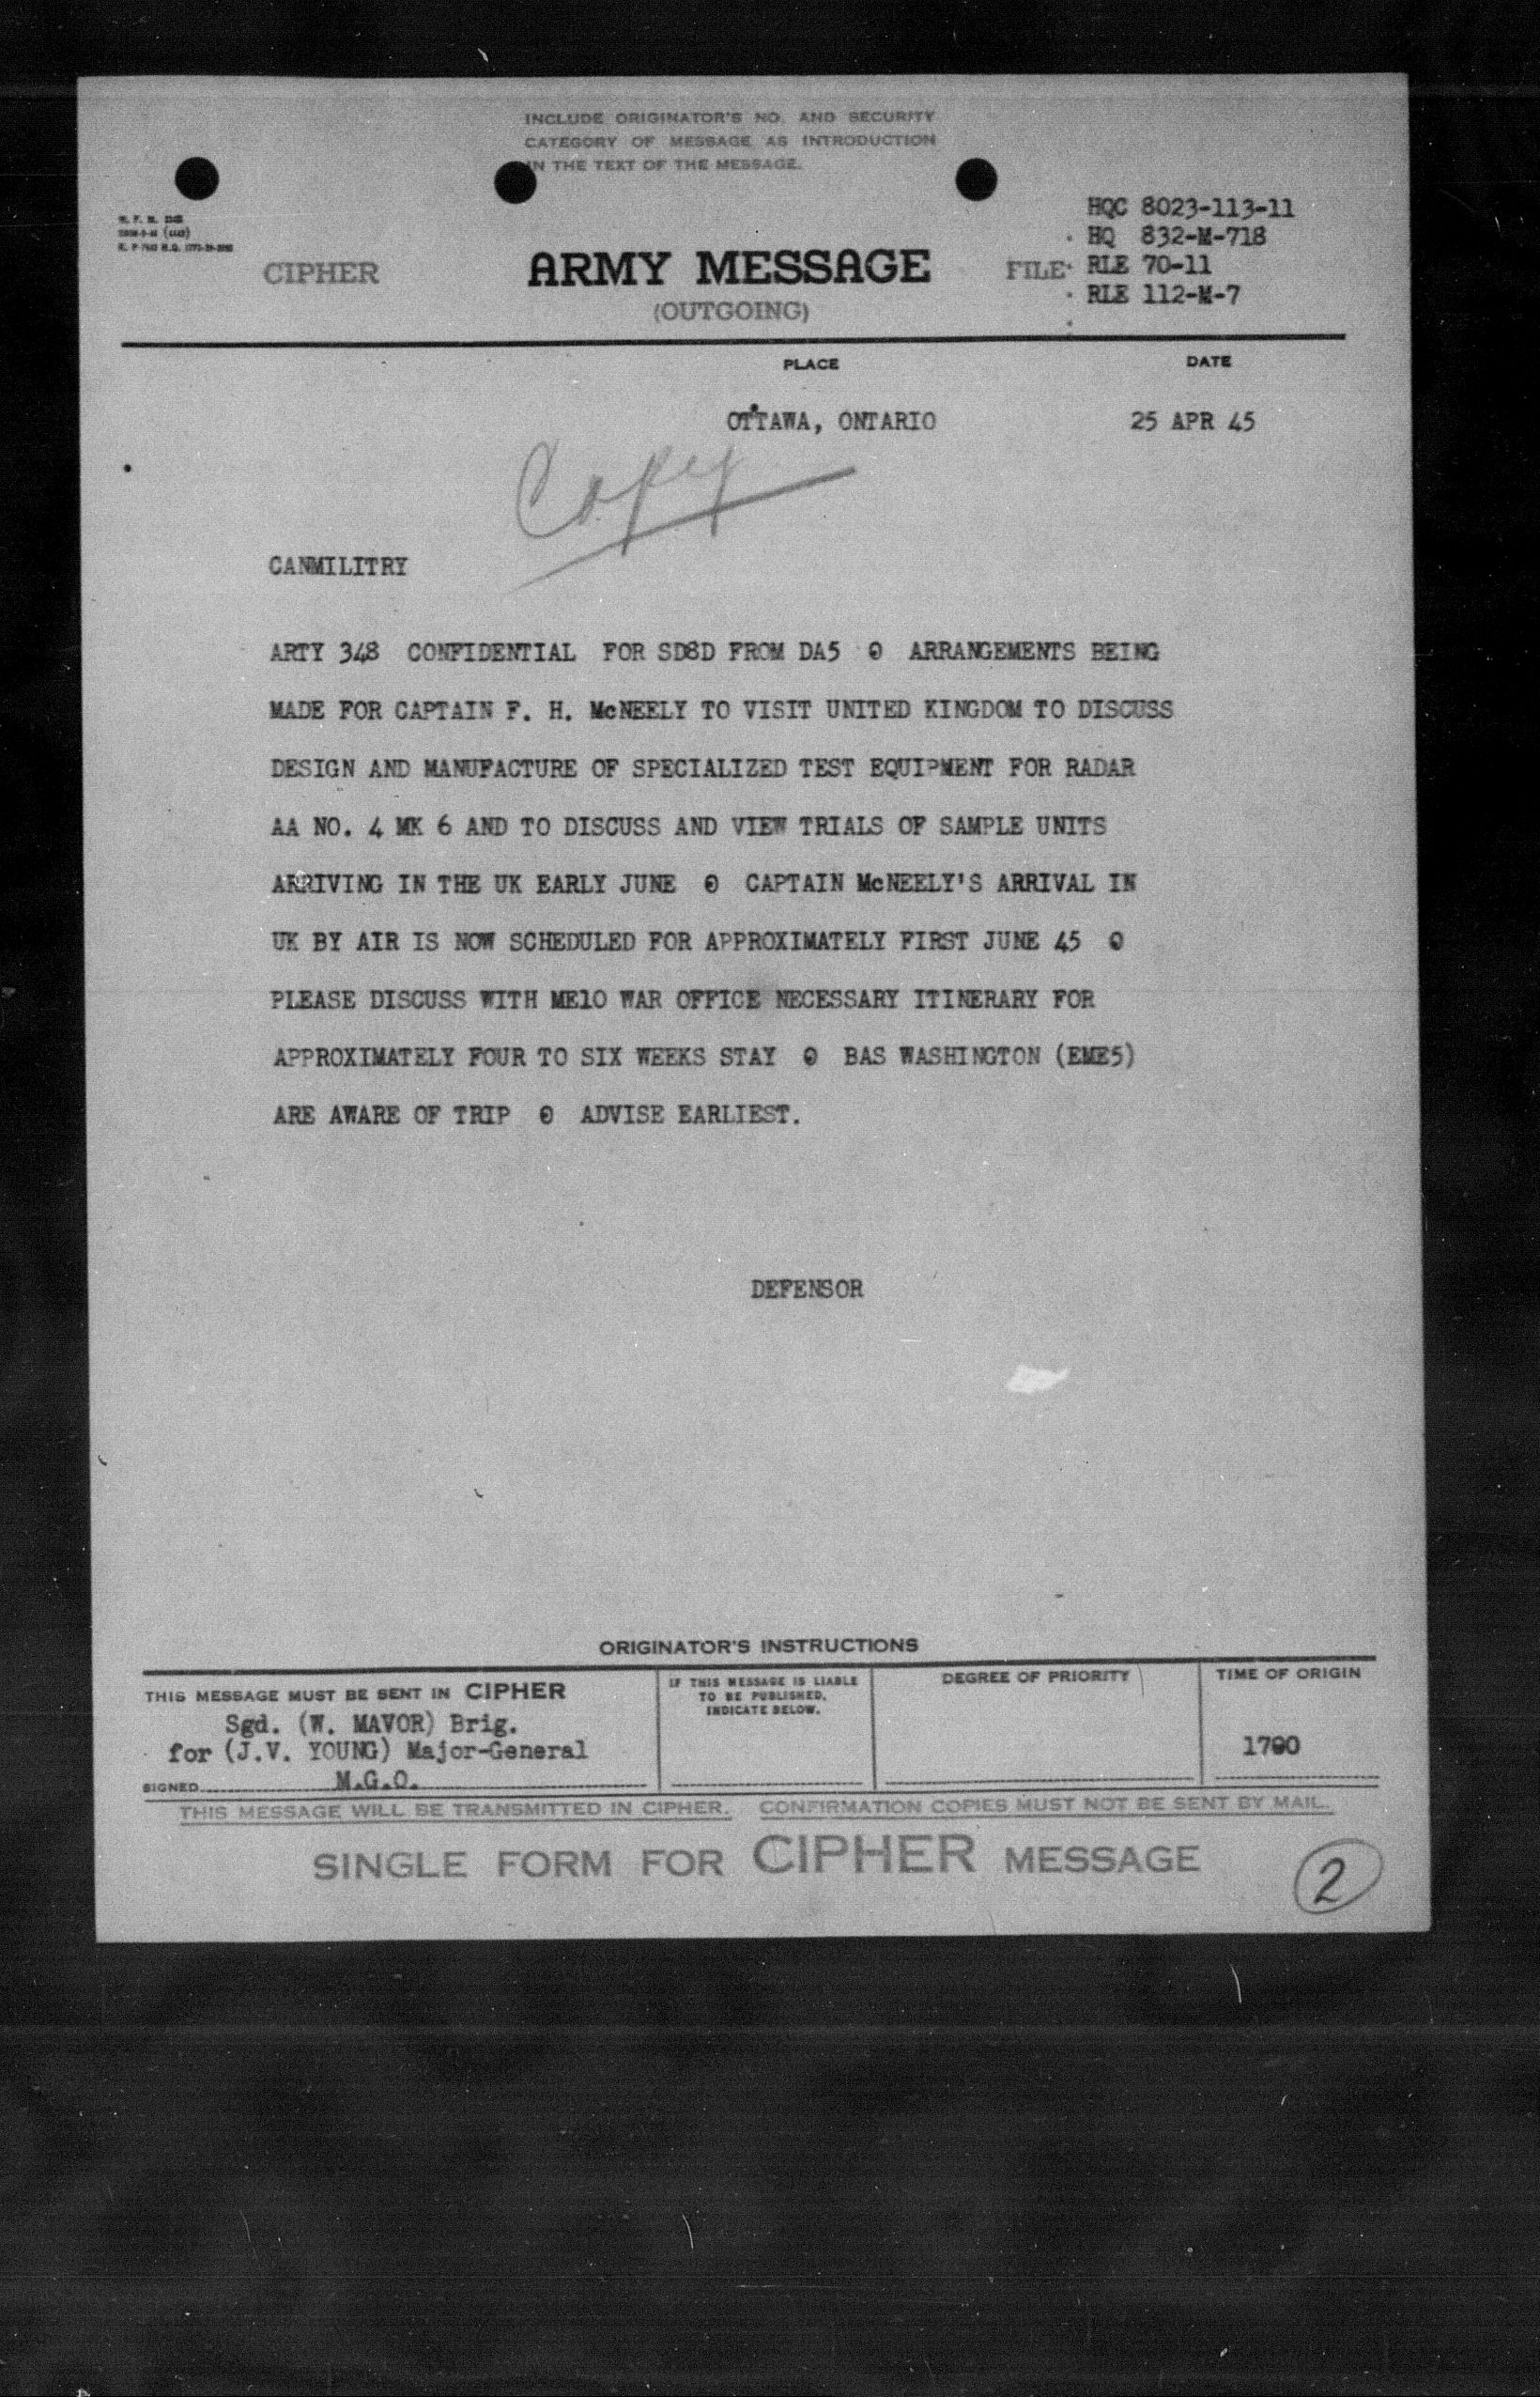 INCLUDE ORIGINATOR'S NO. AND SECURITY
CATEGORY OF MESSAGE AS INTRODUCTION
IN THE TEXT OF THE MESSAGE.
HQC 8023-113-11
HQ 832-M-718
CIPHER ARMY MESSAGE FILE RLE 70-11
(OUTGOING) RLE 112-M-7
PLACE DATE
OTTAWA, ONTARIO 25 APR 45
Copy
CANMILITRY
ARTY 348 CONFIDENTIAL FOR SD8D FROM DA5 ARRANGEMENTS BEING
MADE FOR CAPTAIN F. H. McNEELY TO VISIT UNITED KINGDOM TO DISCUSS
DESIGN AND MANUFACTURE OF SPECIALIZED TEST EQUIPMENT FOR RADAR
AA NO. 4 MK 6 AND TO DISCUSS AND VIEW TRIALS OF SAMPLE UNITS
ARRIVING IN THE UK EARLY JUNE CAPTAIN McNEELY'S ARRIVAL IN
UK BY AIR IS NOW SCHEDULED FOR APPROXIMATELY FIRST JUNE 45
PLEASE DISCUSS WITH ME10 WAR OFFICE NECESSARY ITINERARY FOR
APPROXIMATELY FOUR TO SIX WEEKS STAY BAS WASHINGTON (EME5)
ARE AWARE OF TRIP ADVISE EARLIEST.
DEFENSOR
ORIGINATOR'S INSTRUCTIONS
THIS MESSAGE MUST BE SENT IN CIPHER
Sgd. (W. MAVOR) Brig.
for (J.V. YOUNG) Major-General
SIGNED M.G.O.
IF THIS MESSAGE IS LIABLE
TO BE PUBLISHED,
INDICATE BELOW.
DEGREE OF PRIORITY
TIME OF ORIGIN
THIS MESSAGE WILL BE TRANSMITTED IN CIPHER. CONFIRMATION COPIES MUST NOT BE SENT BY MAIL.
SINGLE FORM FOR CIPHER MESSAGE
2